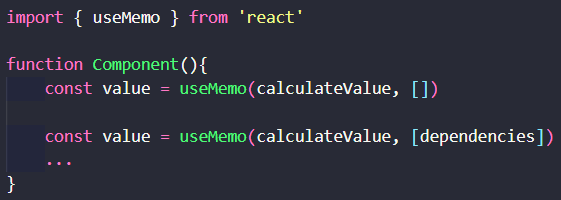 import { useMemo } from 'react'
function Component(){
const value = useMemo(calculateValue, [])
const value = useMemo(calculateValue, [dependencies])
...
}